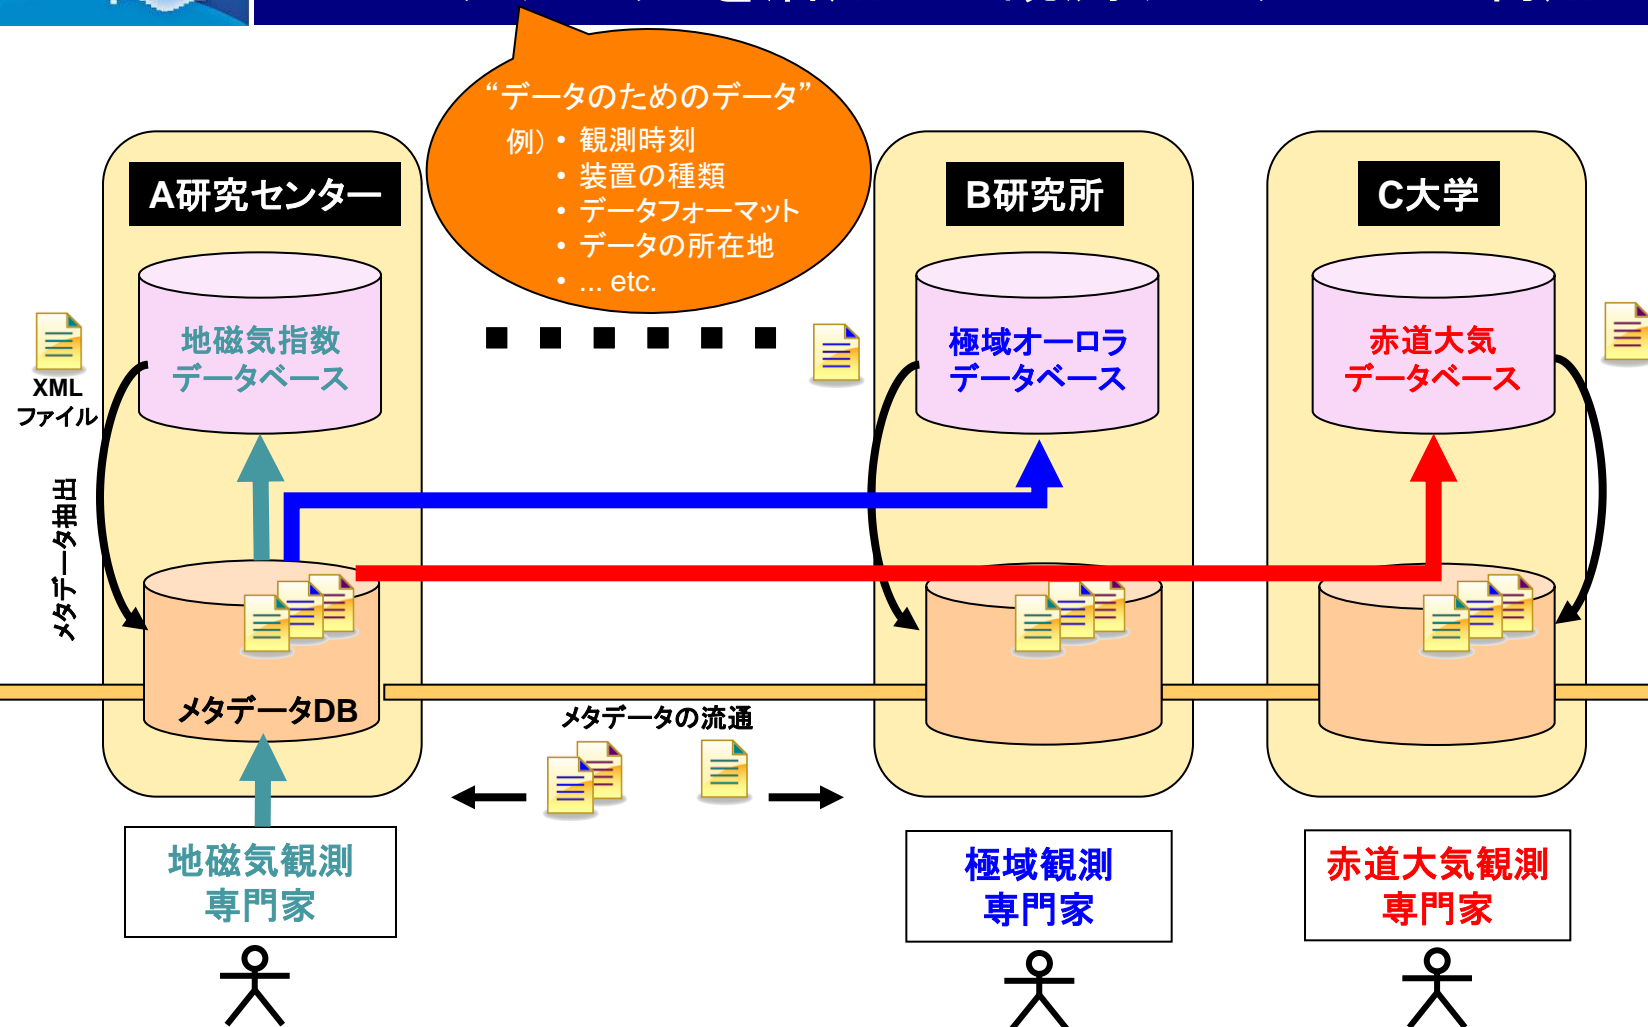 “データのためのデータ”
例）• 観測時刻
• 装置の種類
• データフォーマット
• データの所在地
• ... etc.
A研究センター
B研究所
C大学
地磁気指数
データベース
極域オーロラ
データベース
赤道大気
データベース
XML
ファイル
メタデータ抽出
メタデータDB
メタデータの流通
地磁気観測
専門家
極域観測
専門家
赤道大気観測
専門家